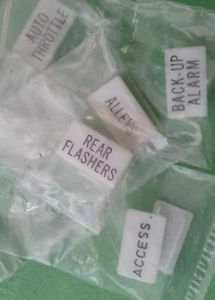 AUTO
THROTTLE
BACK-UP
ALARM
REAR
FLASHERS
ACCESS.